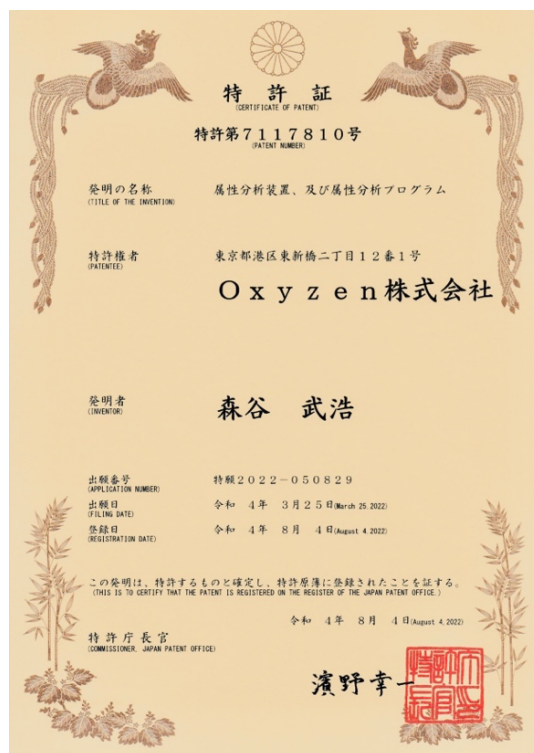 特許証
(CERTIFICATE OF PATENT)
特許第7117810号
(PATENT NUMBER)
発明の名称
(TITLE OF THE INVENTION)
属性分析装置、及び属性分析プログラム
特許権者
(PATENTEE)
東京都港区東新橋二丁目12番1号
Oxyzen株式会社
発明者
(INVENTOR)
森谷 武浩
出願番号
(APPLICATION NUMBER)
特願2022-050829
出願日
(FILING DATE)
令和 4年 3月25日(March 25,2022)
登録日
(REGISTRATION DATE)
令和 4年 8月 4日(August 4,2022)
この発明は、特許するものと確定し、特許原簿に登録されたことを証する。
(THIS IS TO CERTIFY THAT THE PATENT IS REGISTERED ON THE REGISTER OF THE JAPAN PATENT OFFICE.)
令和 4年 8月 4日(August 4,2022)
特許庁長官
(COMMISSIONER, JAPAN PATENT OFFICE)
濱野幸一
特許庁長官之印